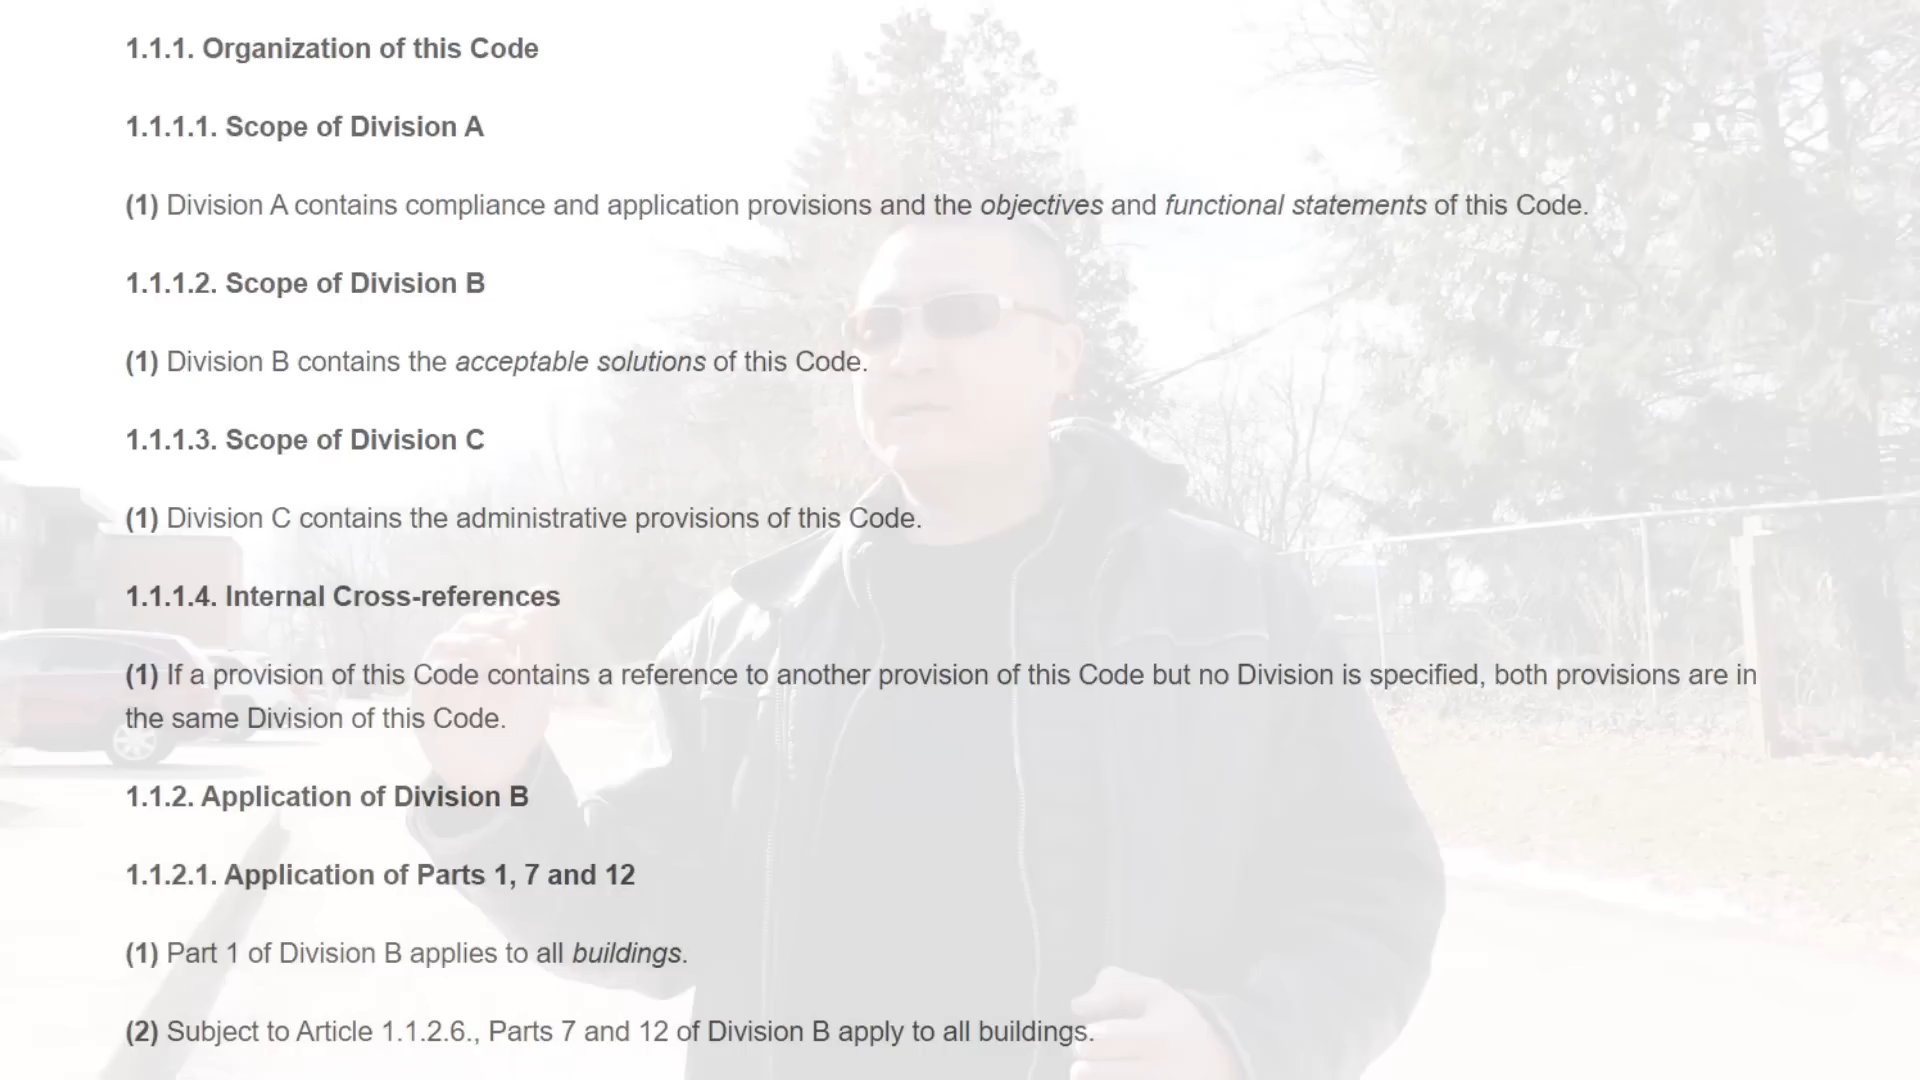 1.1.1. Organization of this Code
1.1.1.1. Scope of Division A
(1) Division A contains compliance and application provisions and the objectives and functional statements of this Code.
1.1.1.2. Scope of Division B
(1) Division B contains the acceptable solutions of this Code.
1.1.1.3. Scope of Division C
(1) Division C contains the administrative provisions of this Code.
1.1.1.4. Internal Cross-references
(1) If a provision of this Code contains a reference to another provision of this Code but no Division is specified, both provisions are in
the same Division of this Code.
1.1.2. Application of Division B
1.1.2.1. Application of Parts 1, 7 and 12
(1) Part 1 of Division B applies to all buildings.
(2) Subject to Article 1.1.2.6., Parts 7 and 12 of Division B apply to all buildings.